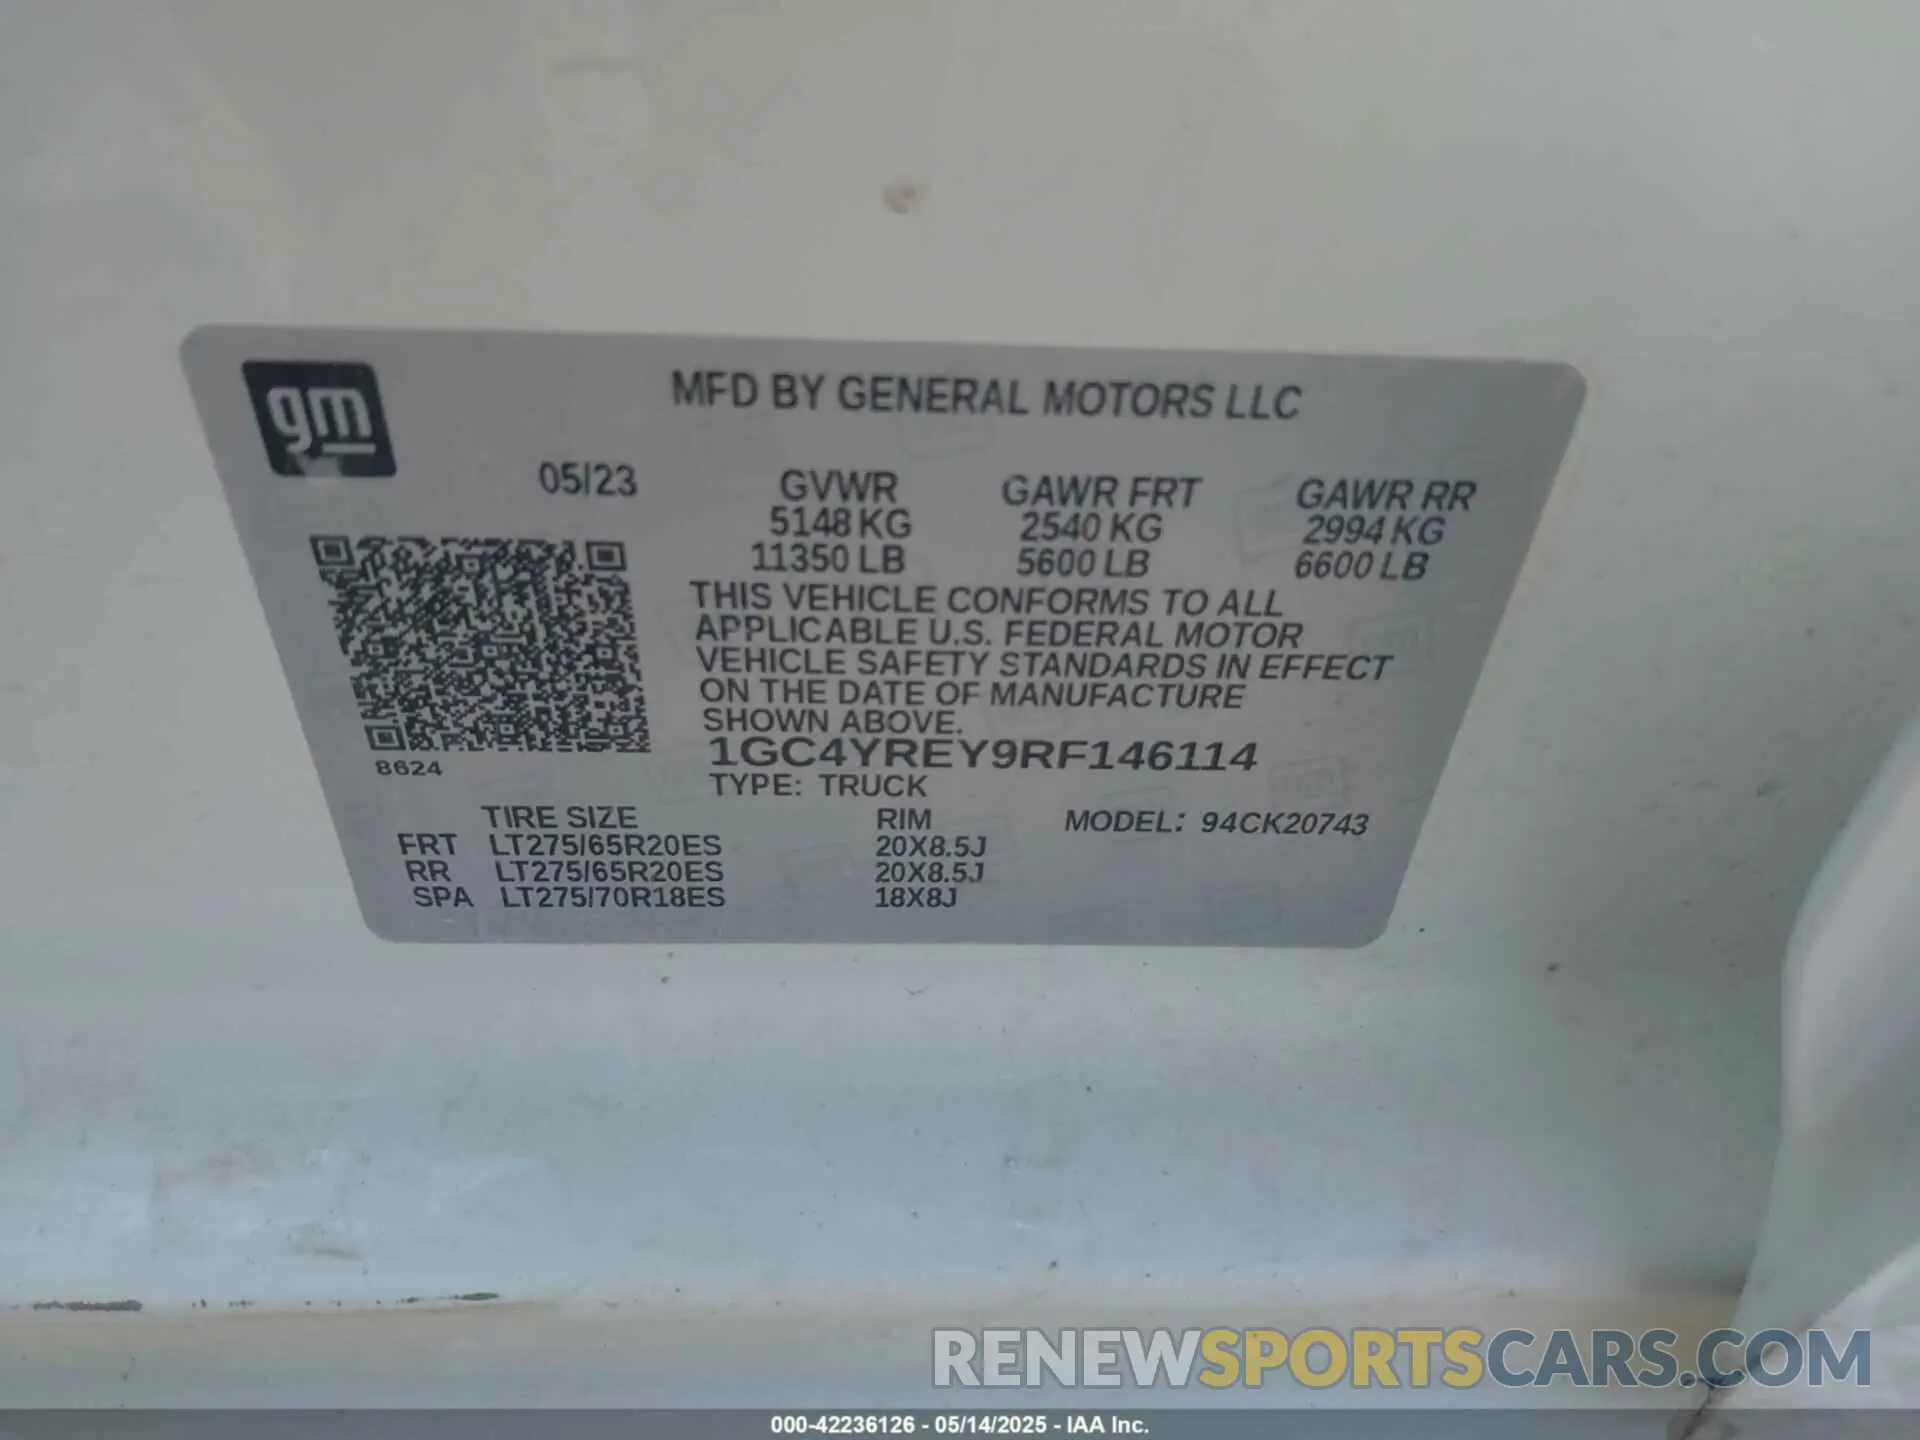 gm
MFD BY GENERAL MOTORS LLC
05/23 GVWR GAWR FRT GAWR RR
5148 KG 2540 KG 2994 KG
11350 LB 5600 LB 6600 LB
THIS VEHICLE CONFORMS TO ALL
APPLICABLE U.S. FEDERAL MOTOR
VEHICLE SAFETY STANDARDS IN EFFECT
ON THE DATE OF MANUFACTURE
SHOWN ABOVE.
1GC4YREY9RF146114
8624
TYPE: TRUCK
TIRE SIZE RIM MODEL: 94CK20743
FRT LT275/65R20ES 20X8.5J
RR LT275/65R20ES 20X8.5J
SPA LT275/70R18ES 18X8J
RENEWSPORTSCARS.COM
000-42236126 - 05/14/2025 - IAA Inc.